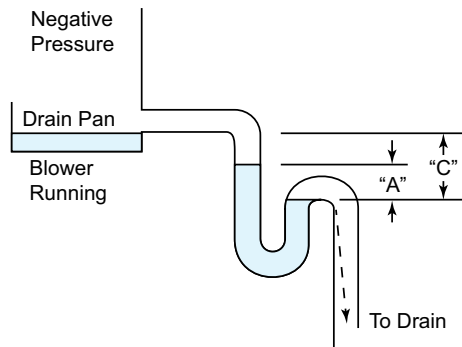 Negative
Pressure
Drain Pan
Blower
Running
“C”
“A”
To Drain